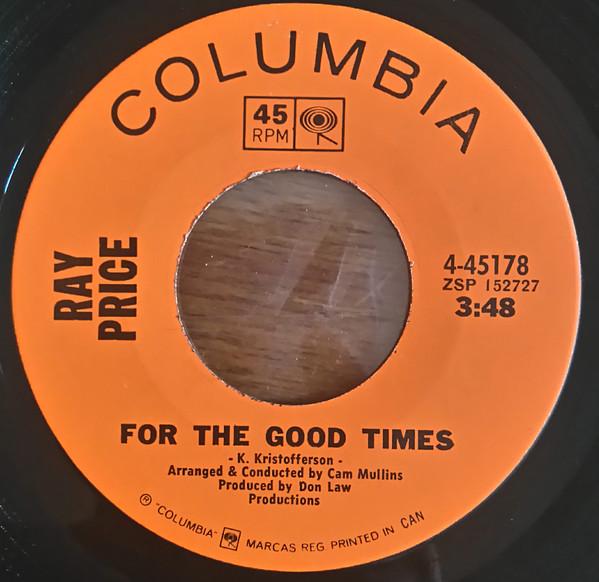 COLUMBIA
45
RPM
RAY
PRICE
4-45178
ZSP 152727
3:48
FOR THE GOOD TIMES
- K. Kristofferson -
Arranged & Conducted by Cam Mullins
Produced by Don Law
Productions
℗ "COLUMBIA" MARCAS REG PRINTED IN CAN